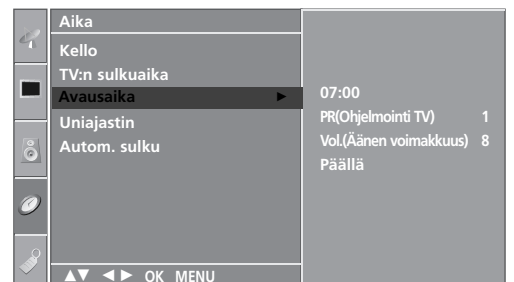 Aika
Kello
TV:n sulkuaika
Avausaika ►
Uniajastin
Autom. sulku
07:00
PR(Ohjelmointi TV) 1
Vol.(Äänen voimakkuus) 8
Päällä
▲▼ ◄► OK MENU